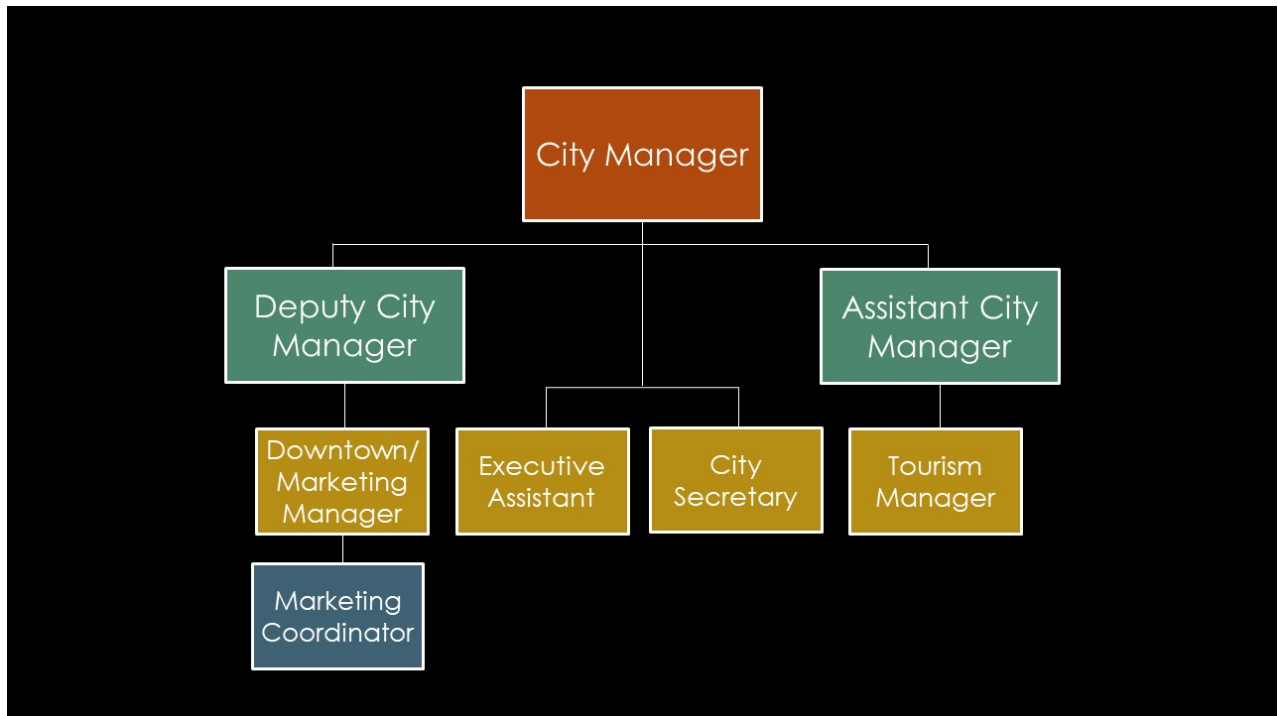 City Manager
Deputy City
Manager
Assistant City
Manager
Downtown/
Marketing
Manager
Executive
Assistant
City
Secretary
Tourism
Manager
Marketing
Coordinator